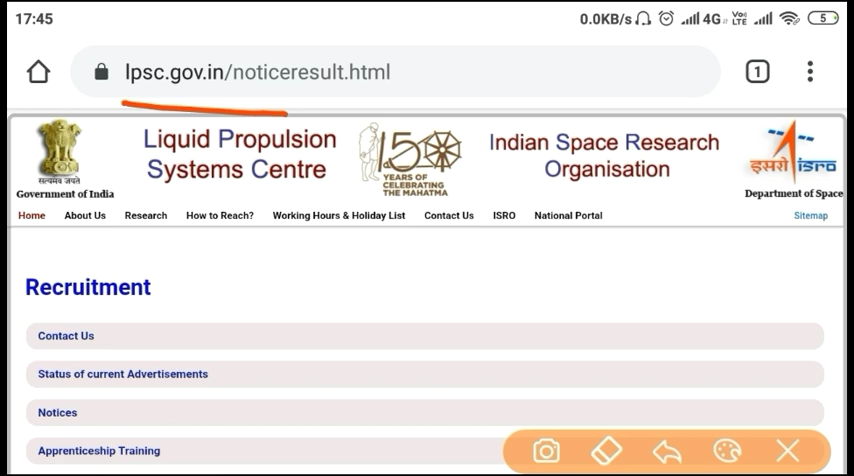 17:45 0.0KB/s 4G Vo) LTE 5
lpsc.gov.in/noticeresult.html 1
सत्यमेव जयते
Government of India
Liquid Propulsion
Systems Centre
150
YEARS OF
CELEBRATING
THE MAHATMA
Indian Space Research
Organisation
इसरो isro
Department of Space
Home About Us Research How to Reach? Working Hours & Holiday List Contact Us ISRO National Portal Sitemap
Recruitment
Contact Us
Status of current Advertisements
Notices
Apprenticeship Training